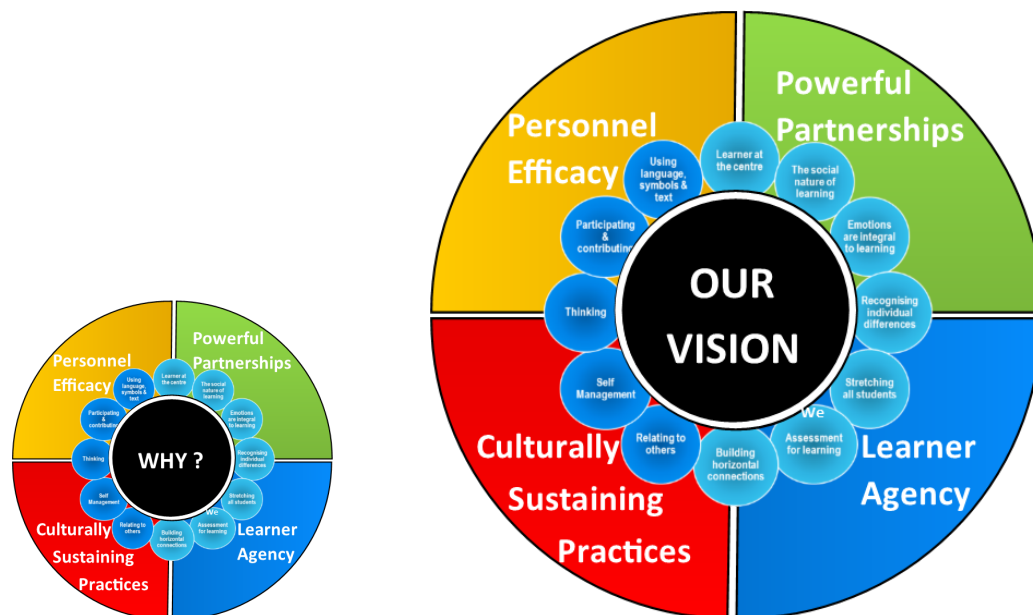 Personnel
Efficacy
Powerful
Partnerships
Using
language,
symbols &
text
Learner at
the centre
The social
nature of
learning
Participating
&
contributing
Emotions
are integral
to learning
Thinking
WHY ?
Recognising
individual
differences
Self
Management
Stretching
all students
We
Relating to
others
Building
horizontal
connections
Assessment
for learning
Culturally
Sustaining
Practices
Learner
Agency
Personnel
Efficacy
Powerful
Partnerships
Using
language,
symbols &
text
Learner at
the centre
The social
nature of
learning
Participating
&
contributing
Emotions
are integral
to learning
Thinking
OUR
VISION
Recognising
individual
differences
Self
Management
Stretching
all students
We
Relating to
others
Building
horizontal
connections
Assessment
for learning
Culturally
Sustaining
Practices
Learner
Agency